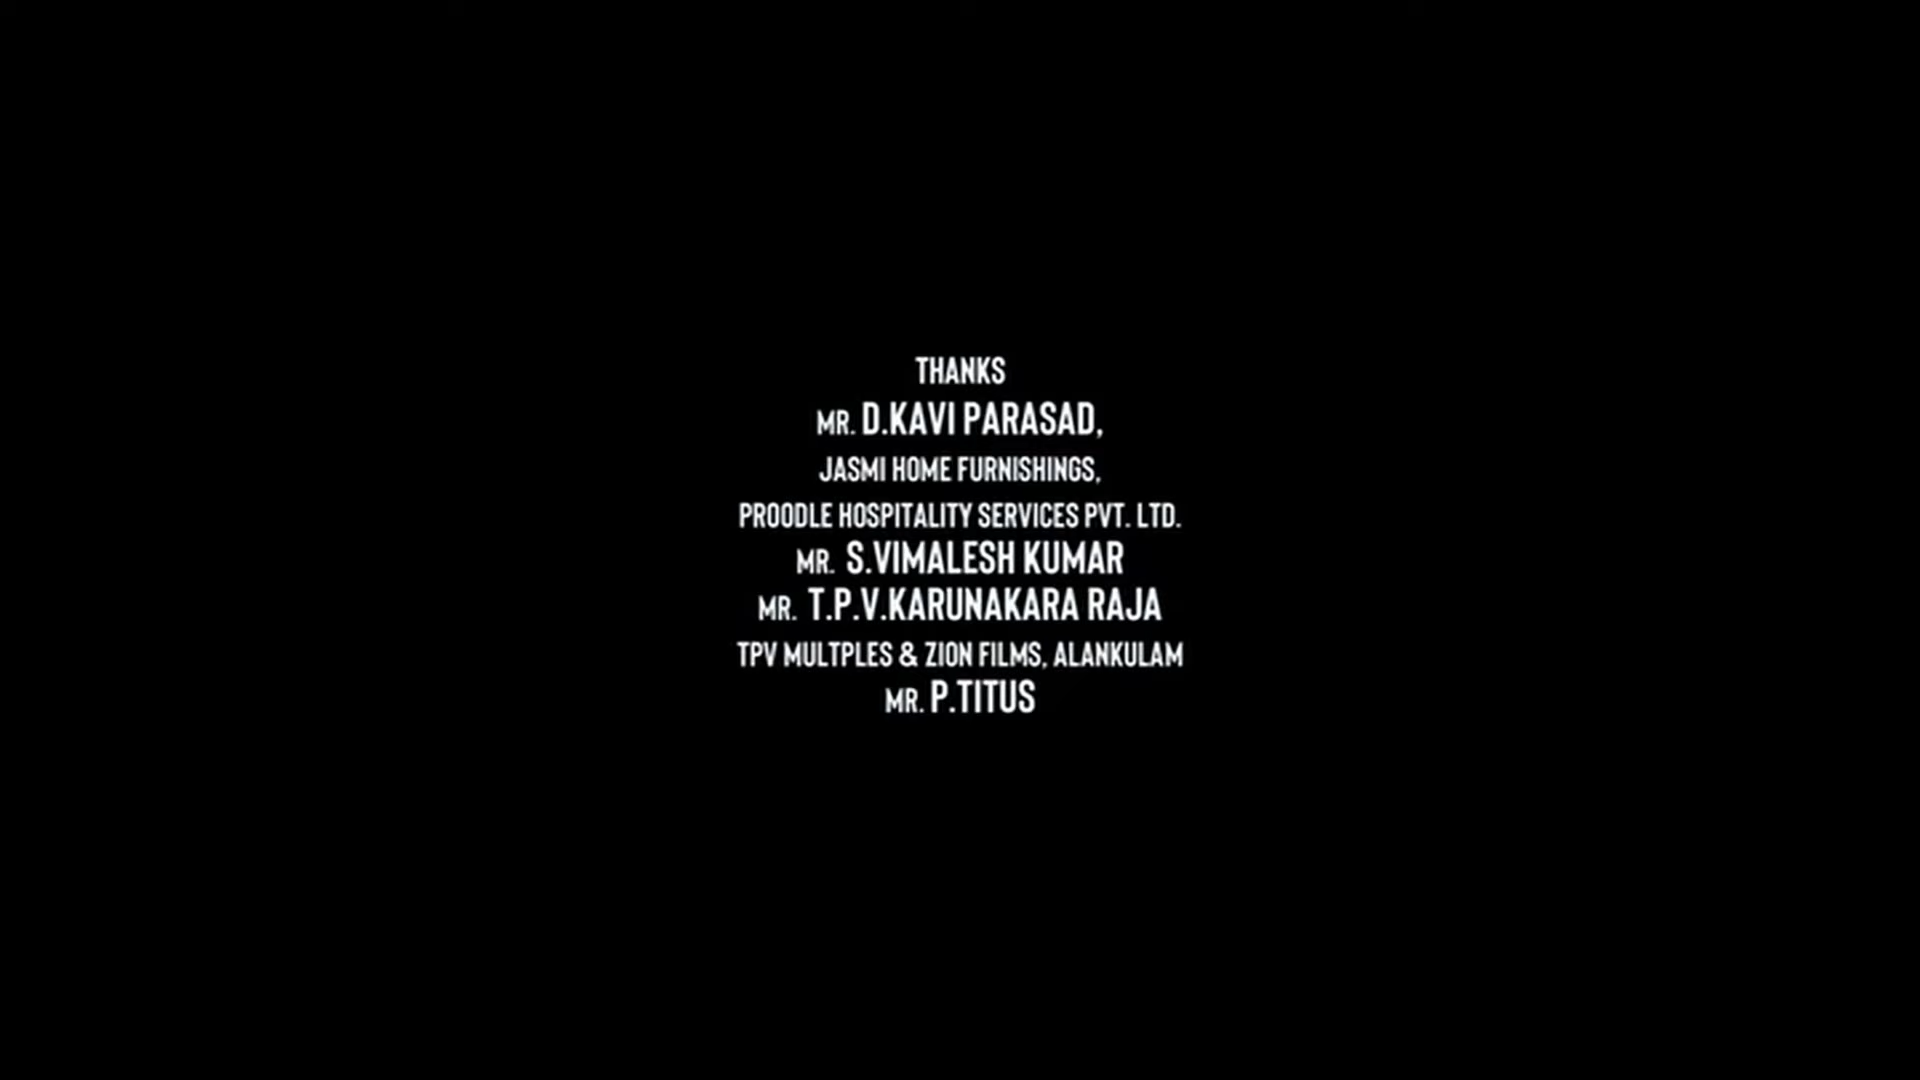 THANKS
MR. D.KAVI PARASAD,
JASMI HOME FURNISHINGS,
PROODLE HOSPITALITY SERVICES PVT. LTD.
MR. S.VIMALESH KUMAR
MR. T.P.V.KARUNAKARA RAJA
TPV MULTPLES & ZION FILMS, ALANKULAM
MR. P.TITUS